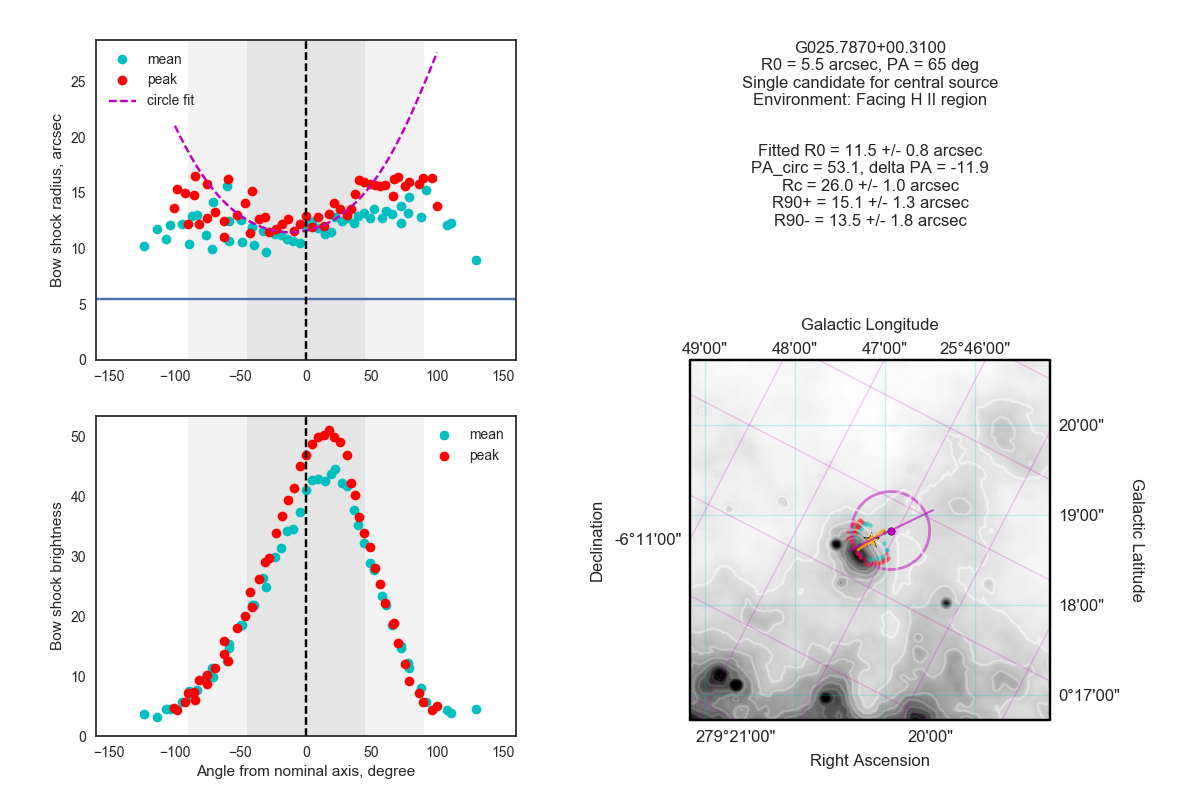 mean
peak
circle fit
Bow shock radius, arcsec
25
20
15
10
5
0
−150
−100
−50
0
50
100
150
mean
peak
Bow shock brightness
50
40
30
20
10
0
−150
−100
−50
0
50
100
150
Angle from nominal axis, degree
G025.7870+00.3100
R0 = 5.5 arcsec, PA = 65 deg
Single candidate for central source
Environment: Facing H II region
Fitted R0 = 11.5 +/- 0.8 arcsec
PA_circ = 53.1, delta PA = -11.9
Rc = 26.0 +/- 1.0 arcsec
R90+ = 15.1 +/- 1.3 arcsec
R90- = 13.5 +/- 1.8 arcsec
Galactic Longitude
49'00"
48'00"
47'00"
25°46'00"
20'00"
19'00"
18'00"
0°17'00"
Galactic Latitude
Declination
-6°11'00"
279°21'00"
20'00"
Right Ascension